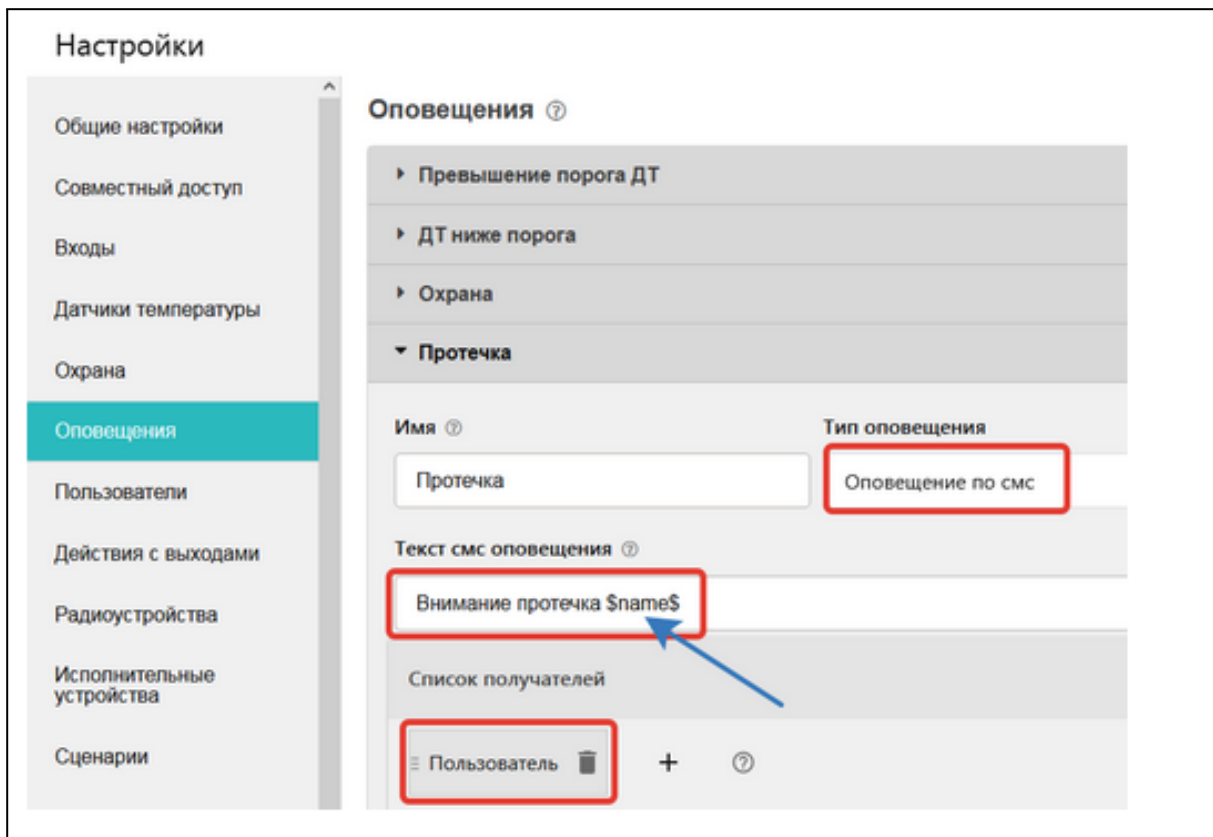 Настройки
Общие настройки
Совместный доступ
Входы
Датчики температуры
Охрана
Оповещения
Пользователи
Действия с выходами
Радиоустройства
Исполнительные
устройства
Сценарии
Оповещения
Превышение порога ДТ
ДТ ниже порога
Охрана
Протечка
Имя
Тип оповещения
Протечка
Оповещение по смс
Текст смс оповещения
Внимание протечка $name$
Список получателей
Пользователь